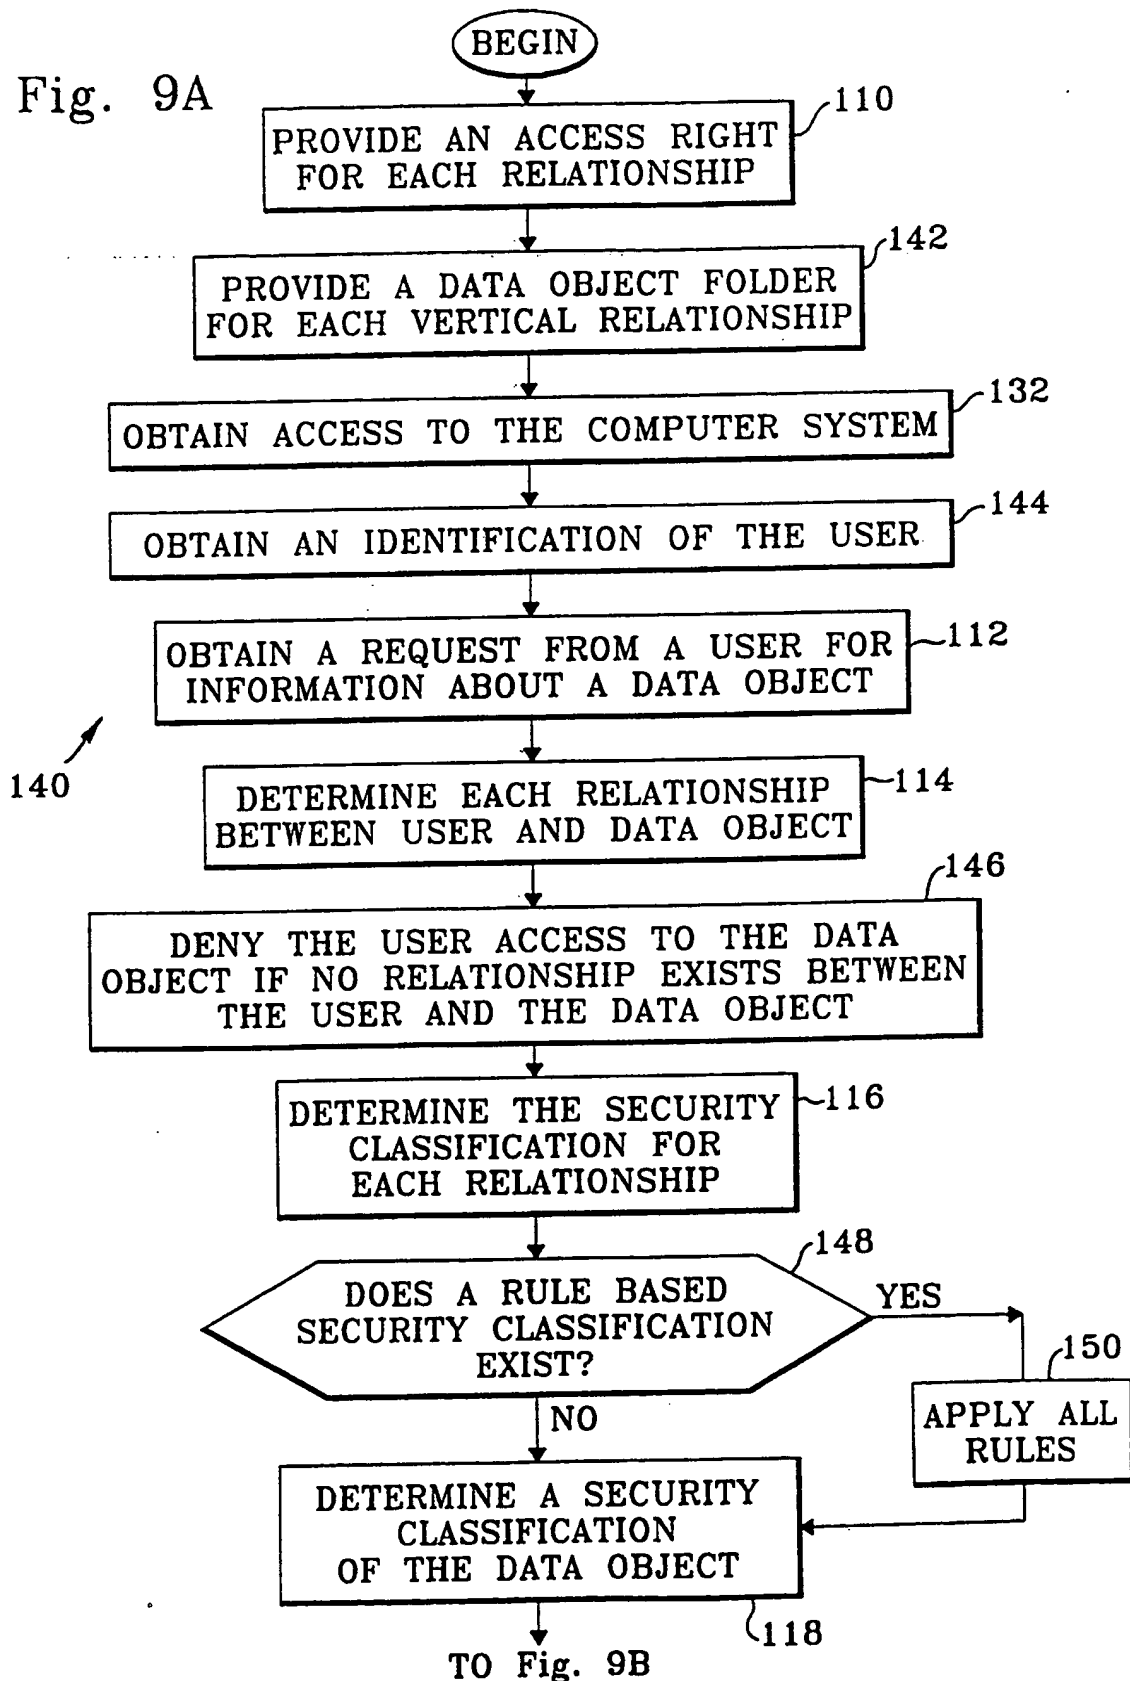 BEGIN
Fig. 9A
110
PROVIDE AN ACCESS RIGHT
FOR EACH RELATIONSHIP
142
PROVIDE A DATA OBJECT FOLDER
FOR EACH VERTICAL RELATIONSHIP
132
OBTAIN ACCESS TO THE COMPUTER SYSTEM
144
OBTAIN AN IDENTIFICATION OF THE USER
112
OBTAIN A REQUEST FROM A USER FOR
INFORMATION ABOUT A DATA OBJECT
140
114
DETERMINE EACH RELATIONSHIP
BETWEEN USER AND DATA OBJECT
146
DENY THE USER ACCESS TO THE DATA
OBJECT IF NO RELATIONSHIP EXISTS BETWEEN
THE USER AND THE DATA OBJECT
116
DETERMINE THE SECURITY
CLASSIFICATION FOR
EACH RELATIONSHIP
148
DOES A RULE BASED
SECURITY CLASSIFICATION
EXIST?
YES
150
APPLY ALL
RULES
NO
DETERMINE A SECURITY
CLASSIFICATION
OF THE DATA OBJECT
118
TO Fig. 9B